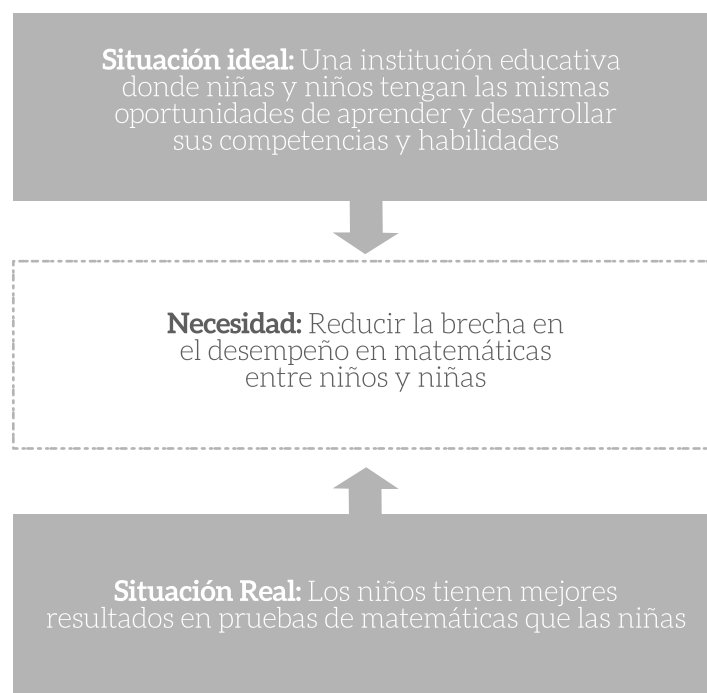 Situación ideal: Una institución educativa
donde niñas y niños tengan las mismas
oportunidades de aprender y desarrollar
sus competencias y habilidades
Necesidad: Reducir la brecha en
el desempeño en matemáticas
entre niños y niñas
Situación Real: Los niños tienen mejores
resultados en pruebas de matemáticas que las niñas